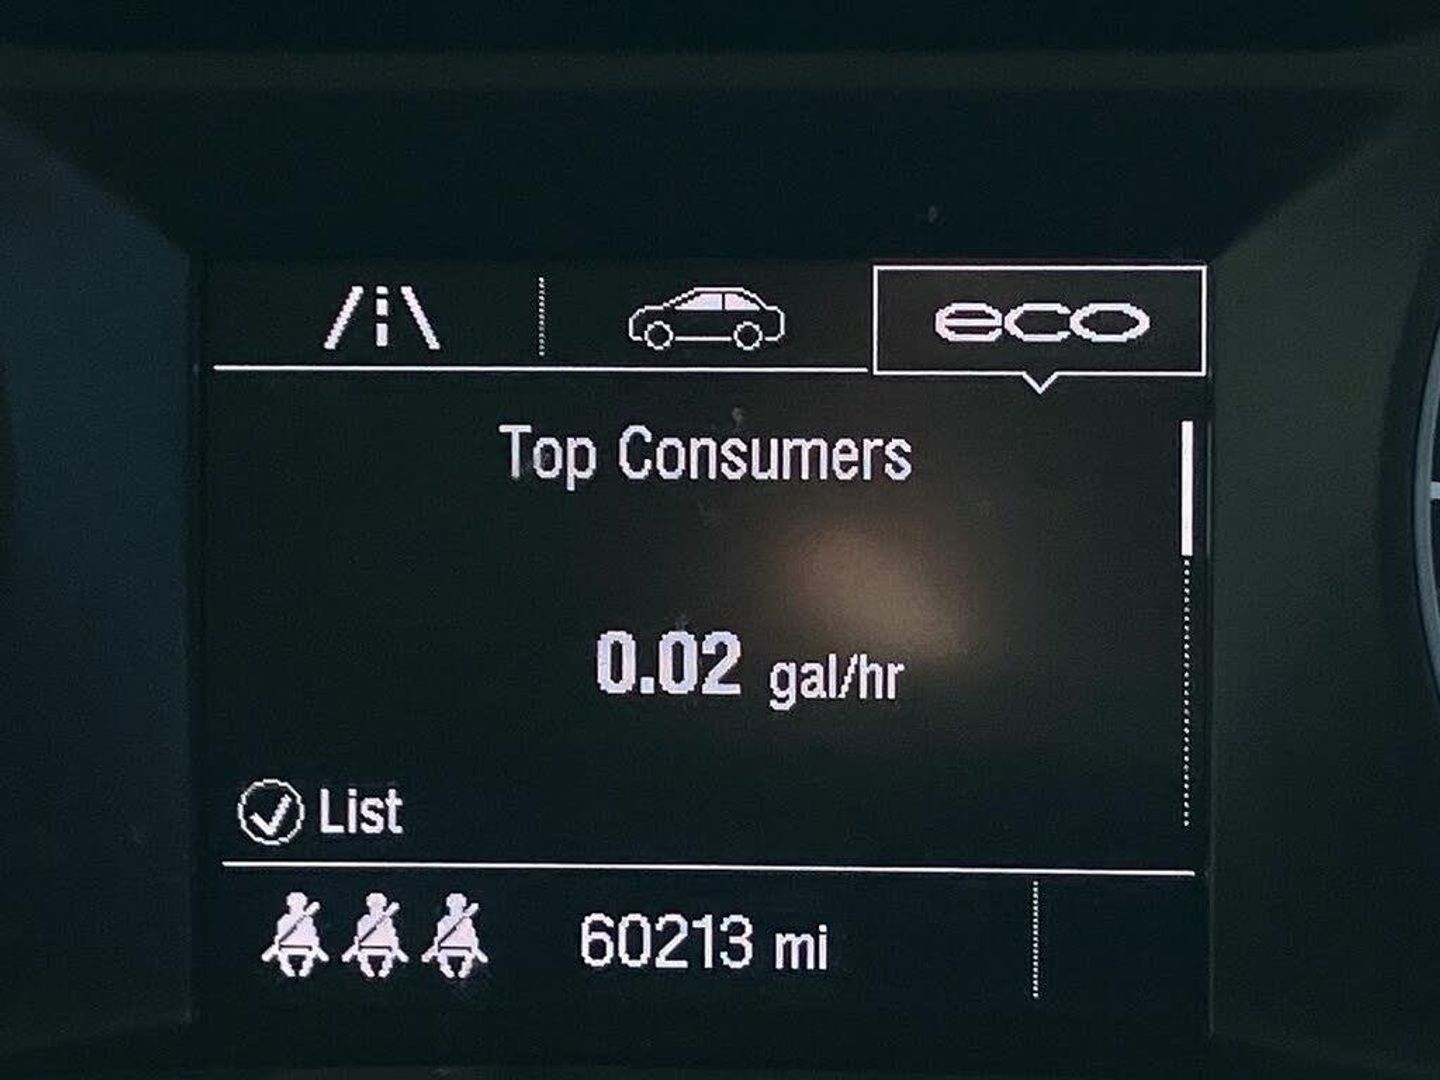 eco
Top Consumers
0.02 gal/hr
List
60213 mi